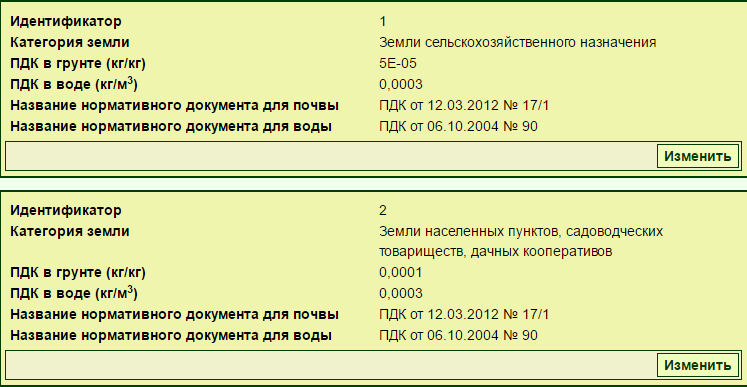 Идентификатор 1
Категория земли Земли сельскохозяйственного назначения
ПДК в грунте (кг/кг) 5E-05
ПДК в воде (кг/м³) 0,0003
Название нормативного документа для почвы ПДК от 12.03.2012 № 17/1
Название нормативного документа для воды ПДК от 06.10.2004 № 90
Изменить
Идентификатор 2
Категория земли Земли населенных пунктов, садоводческих
товариществ, дачных кооперативов
ПДК в грунте (кг/кг) 0,0001
ПДК в воде (кг/м³) 0,0003
Название нормативного документа для почвы ПДК от 12.03.2012 № 17/1
Название нормативного документа для воды ПДК от 06.10.2004 № 90
Изменить